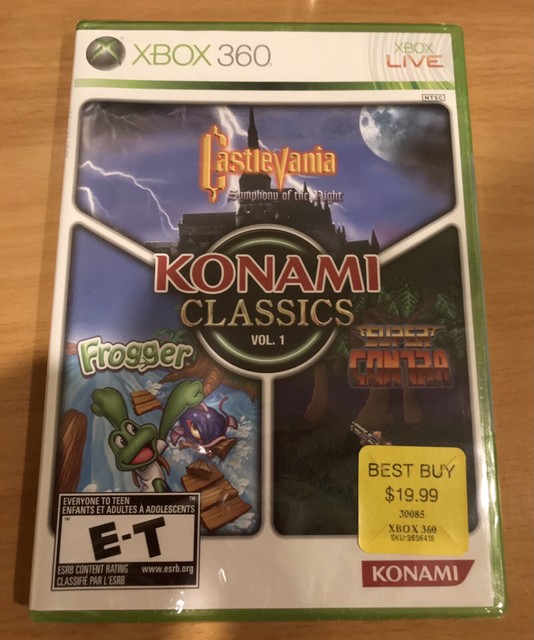 XBOX 360
XBOX
LIVE
NTSC
Castlevania
Symphony of the Night
KONAMI
CLASSICS
VOL. 1
Frogger
SUPER
CONTRA
BEST BUY
$19.99
30085
XBOX 360
EVERYONE TO TEEN
ENFANTS ET ADULTES À ADOLESCENTS
TM
TM
E-T
ESRB CONTENT RATING www.esrb.org
CLASSIFIÉ PAR L'ESRB
KONAMI